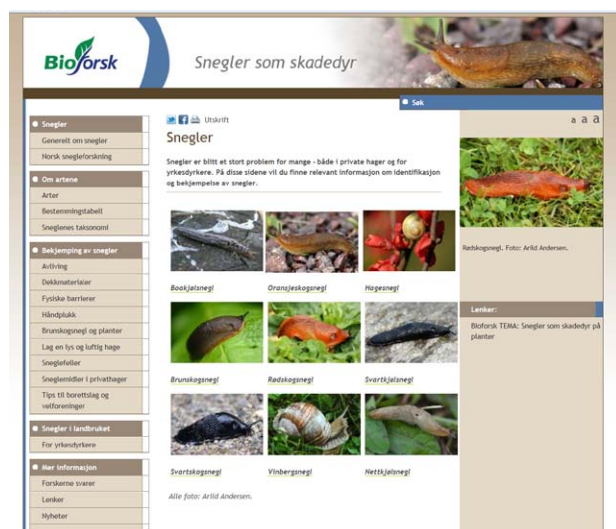 Bioforsk
Snegler som skadedyr
Søk
Snegler
Generelt om snegler
Norsk snegleforskning
Om artene
Arter
Bestemmingstabell
Sneglenes taksonomi
Bekjemping av snegler
Avliving
Dekkmaterialer
Fysiske barrierer
Håndplukk
Brunskognegl og planter
Lag en lys og luftig hage
Sneglefeller
Sneglemidler i privathager
Tips til borettslag og
velforeninger
Snegler i landbruket
For yrkesdyrkere
Mer informasjon
Forskerne svarer
Lenker
Nyheter
Utskrift
Snegler
Snegler er blitt et stort problem for mange - både i private hager og for
yrkesdyrkere. På disse sidene vil du finne relevant informasjon om identifikasjon
og bekjempelse av snegler.
Boakjølsnegl
Oransjeskogsnegl
Hagesnegl
Brunskogsnegl
Rødskogsnegl
Svartkjølsnegl
Svartskogsnegl
Vinbergsnegl
Nettkjølsnegl
Alle foto: Arild Andersen.
a a a
Rødskogsnegl. Foto: Arild Andersen.
Lenker:
Bioforsk TEMA: Snegler som skadedyr på
planter